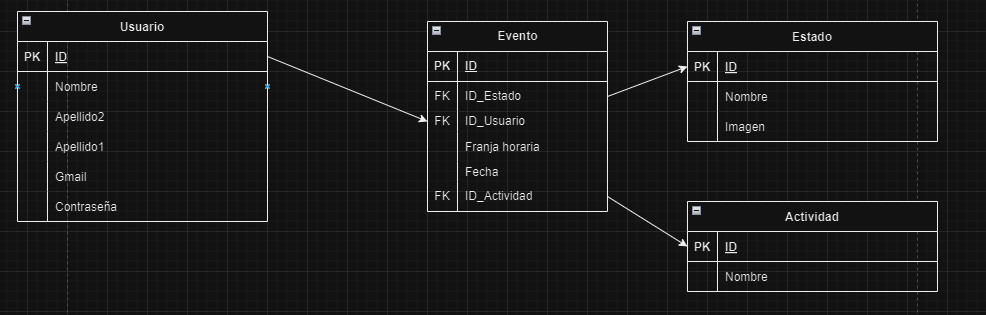 Usuario
PK ID
Nombre
Apellido2
Apellido1
Gmail
Contraseña
Evento
PK ID
FK ID_Estado
FK ID_Usuario
Franja horaria
Fecha
FK ID_Actividad
Estado
PK ID
Nombre
Imagen
Actividad
PK ID
Nombre